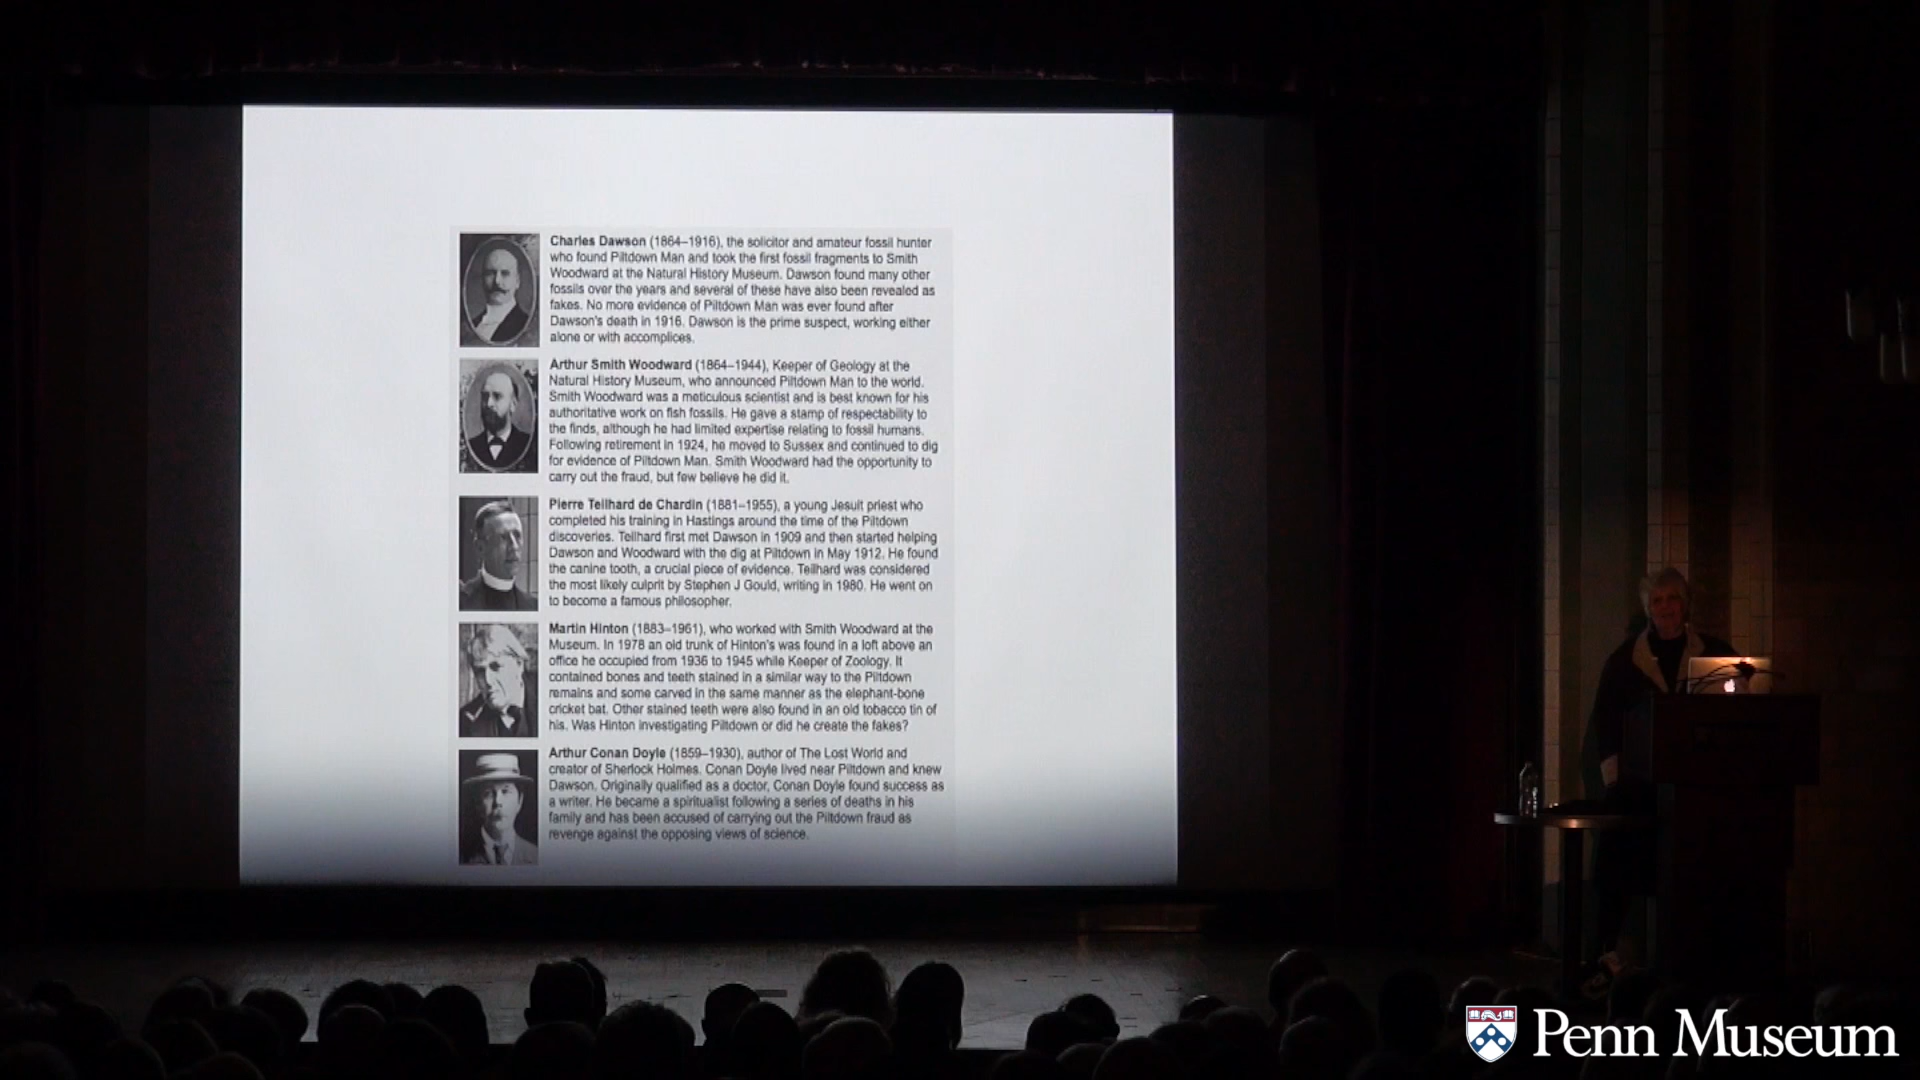 Charles Dawson (1864–1916), the solicitor and amateur fossil hunter
who found Piltdown Man and took the first fossil fragments to Smith
Woodward at the Natural History Museum. Dawson found many other
fossils over the years and several of these have also been revealed as
fakes. No more evidence of Piltdown Man was ever found after
Dawson's death in 1916. Dawson is the prime suspect, working either
alone or with accomplices.
Arthur Smith Woodward (1864–1944), Keeper of Geology at the
Natural History Museum, who announced Piltdown Man to the world.
Smith Woodward was a meticulous scientist and is best known for his
authoritative work on fish fossils. He gave a stamp of respectability to
the finds, although he had limited expertise relating to fossil humans.
Following retirement in 1924, he moved to Sussex and continued to dig
for evidence of Piltdown Man. Smith Woodward had the opportunity to
carry out the fraud, but few believe he did it.
Pierre Teilhard de Chardin (1881–1955), a young Jesuit priest who
completed his training in Hastings around the time of the Piltdown
discoveries. Teilhard first met Dawson in 1909 and then started helping
Dawson and Woodward with the dig at Piltdown in May 1912. He found
the canine tooth, a crucial piece of evidence. Teilhard was considered
the most likely culprit by Stephen J Gould, writing in 1980. He went on
to become a famous philosopher.
Martin Hinton (1883–1961), who worked with Smith Woodward at the
Museum. In 1978 an old trunk of Hinton's was found in a loft above an
office he occupied from 1936 to 1945 while Keeper of Zoology. It
contained bones and teeth stained in a similar way to the Piltdown
remains and some carved in the same manner as the elephant-bone
cricket bat. Other stained teeth were also found in an old tobacco tin of
his. Was Hinton investigating Piltdown or did he create the fakes?
Arthur Conan Doyle (1859–1930), author of The Lost World and
creator of Sherlock Holmes. Conan Doyle lived near Piltdown and knew
Dawson. Originally qualified as a doctor, Conan Doyle found success as
a writer. He became a spiritualist following a series of deaths in his
family and has been accused of carrying out the Piltdown fraud as
revenge against the opposing views of science.
Penn Museum